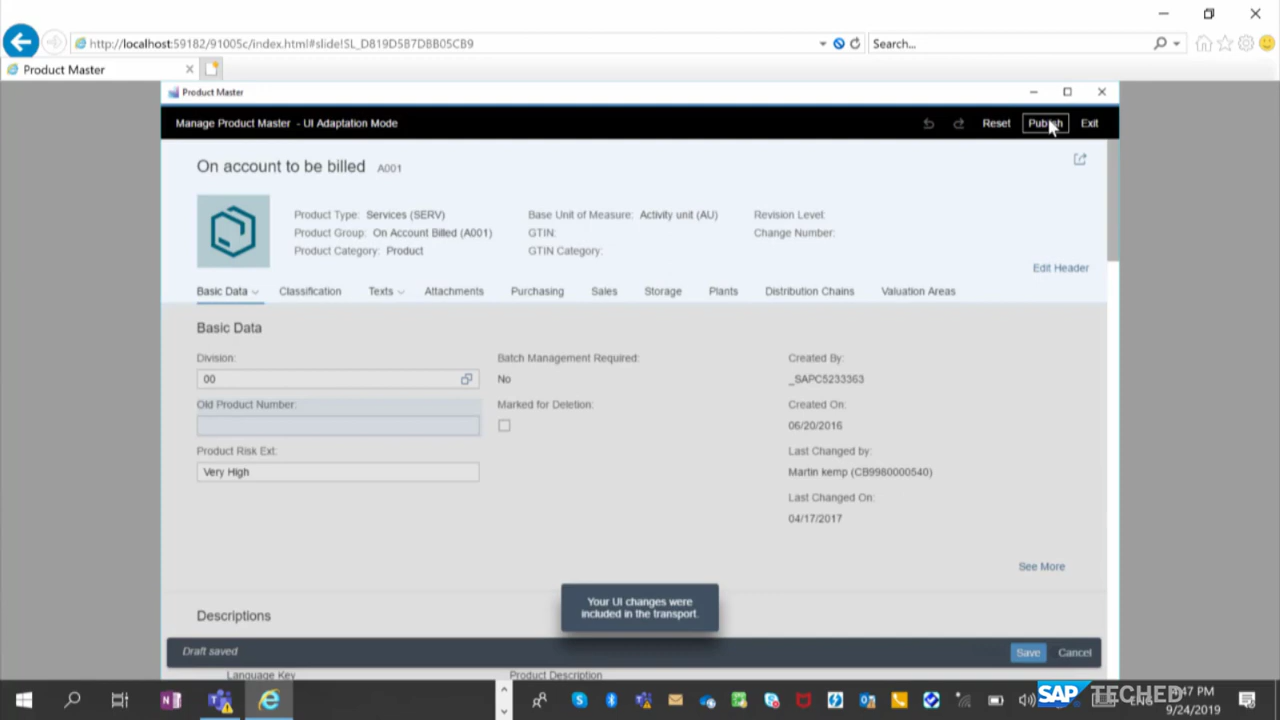 http://localhost:59182/91005c/index.html#slide!SL_D819D5B7DBB05CB9
Search...
Product Master
Product Master
Manage Product Master - UI Adaptation Mode
Reset
Publish
Exit
On account to be billed A001
Product Type: Services (SERV)
Base Unit of Measure: Activity unit (AU)
Revision Level:
Product Group: On Account Billed (A001)
GTIN:
Change Number:
Product Category: Product
GTIN Category:
Edit Header
Basic Data
Classification
Texts
Attachments
Purchasing
Sales
Storage
Plants
Distribution Chains
Valuation Areas
Basic Data
Division:
Batch Management Required:
Created By:
00
No
_SAPC5233363
Old Product Number:
Marked for Deletion:
Created On:
06/20/2016
Product Risk Ext:
Last Changed by:
Very High
Martin kemp (CB9980000540)
Last Changed On:
04/17/2017
See More
Your UI changes were
included in the transport.
Descriptions
Draft saved
Save
Cancel
Language Key
Product Description
SAP TECHED
:47 PM
9/24/2019